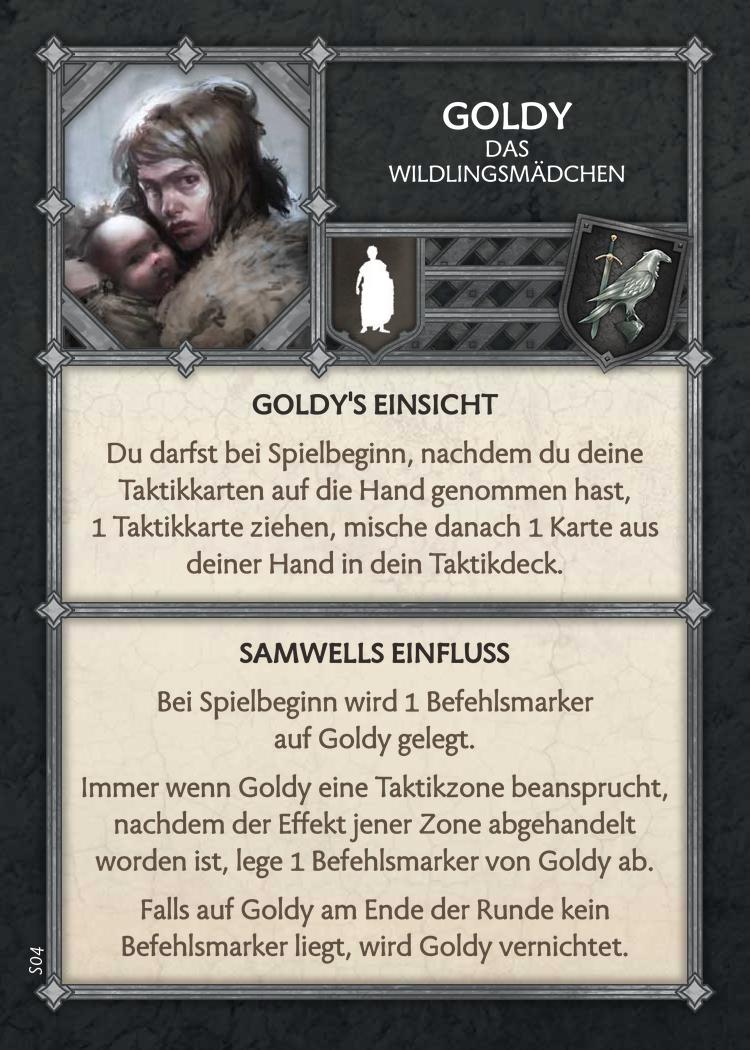 GOLDY
DAS
WILDLINGSMÄDCHEN
GOLDY'S EINSICHT
Du darfst bei Spielbeginn, nachdem du deine
Taktikkarten auf die Hand genommen hast,
1 Taktikkarte ziehen, mische danach 1 Karte aus
deiner Hand in dein Taktikdeck.
SAMWELLS EINFLUSS
Bei Spielbeginn wird 1 Befehlsmarker
auf Goldy gelegt.
Immer wenn Goldy eine Taktikzone beansprucht,
nachdem der Effekt jener Zone abgehandelt
worden ist, lege 1 Befehlsmarker von Goldy ab.
Falls auf Goldy am Ende der Runde kein
Befehlsmarker liegt, wird Goldy vernichtet.
S04